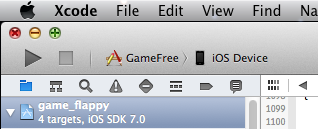 Xcode File Edit View Find Na
GameFree iOS Device
game_flappy
4 targets, iOS SDK 7.0
1099
1100